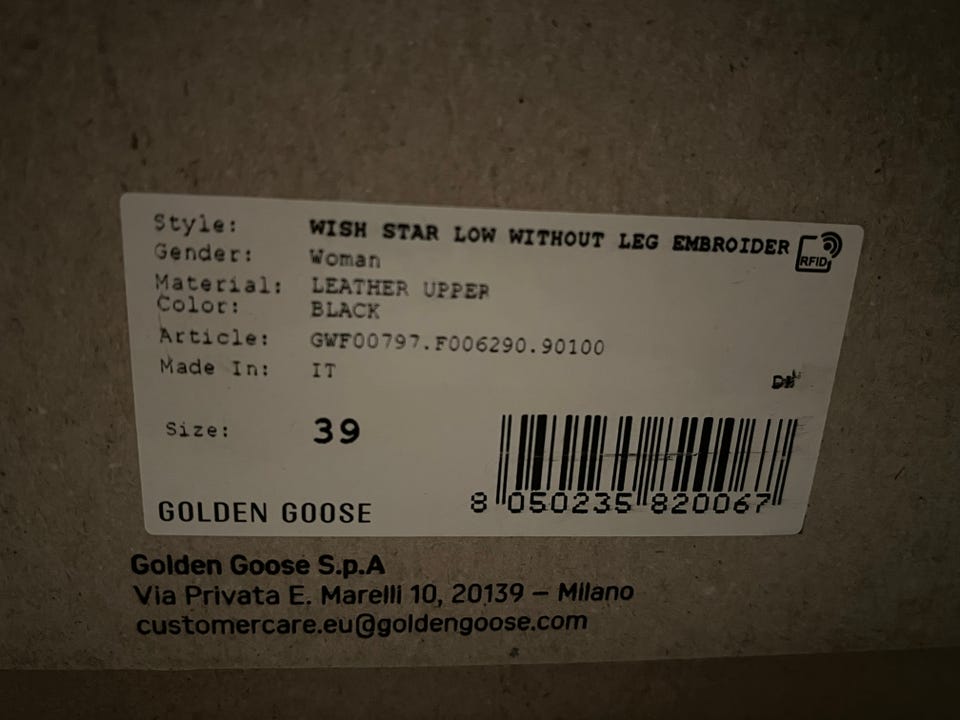 Style: WISH STAR LOW WITHOUT LEG EMBROIDER
RFID
Gender: Woman
Material: LEATHER UPPER
Color: BLACK
Article: GWF00797.F006290.90100
Made In: IT
Size: 39
8 050235 820067
GOLDEN GOOSE
Golden Goose S.p.A
Via Privata E. Marelli 10, 20139 – Milano
customercare.eu@goldengoose.com